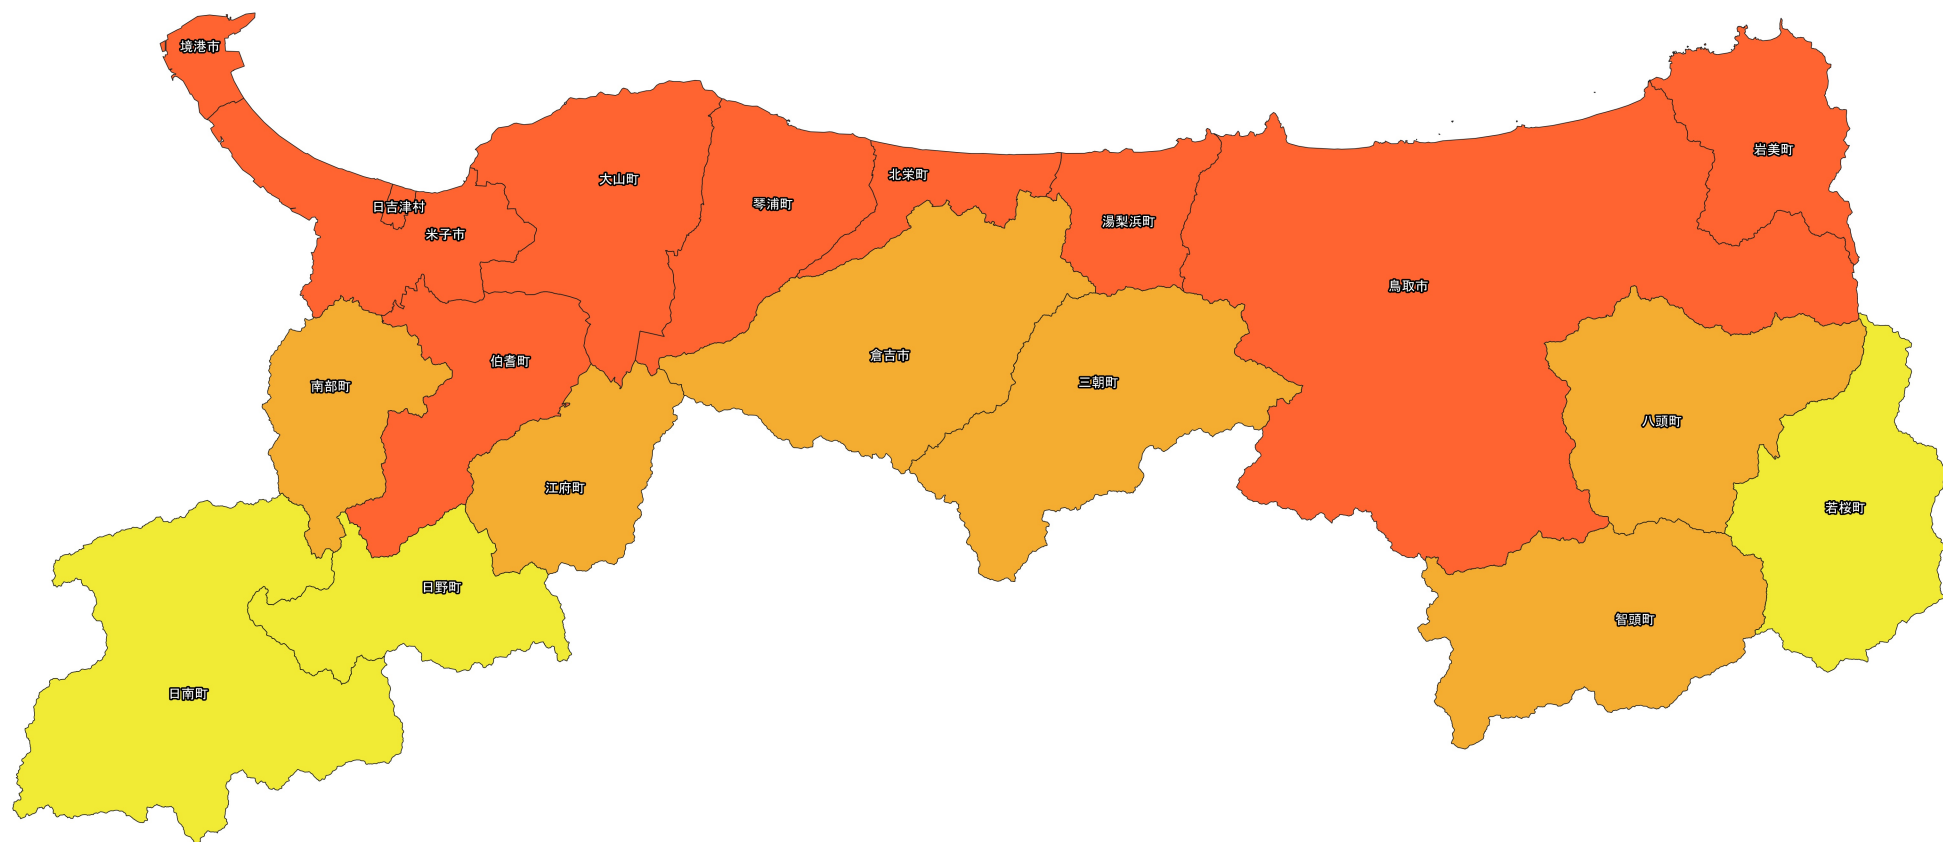 境港市
岩美町
北栄町
大山町
琴浦町
日吉津村
湯梨浜町
米子市
鳥取市
倉吉市
伯耆町
三朝町
南部町
八頭町
江府町
若桜町
日野町
智頭町
日南町